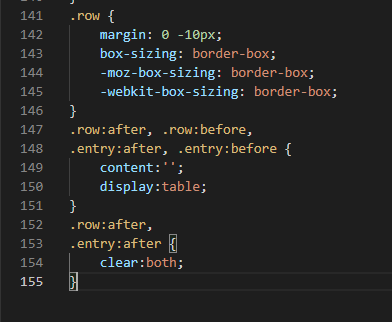 141 .row {
142     margin: 0 -10px;
143     box-sizing: border-box;
144     -moz-box-sizing: border-box;
145     -webkit-box-sizing: border-box;
146 }
147 .row:after, .row:before,
148 .entry:after, .entry:before {
149     content:'';
150     display:table;
151 }
152 .row:after,
153 .entry:after {
154     clear:both;
155 }